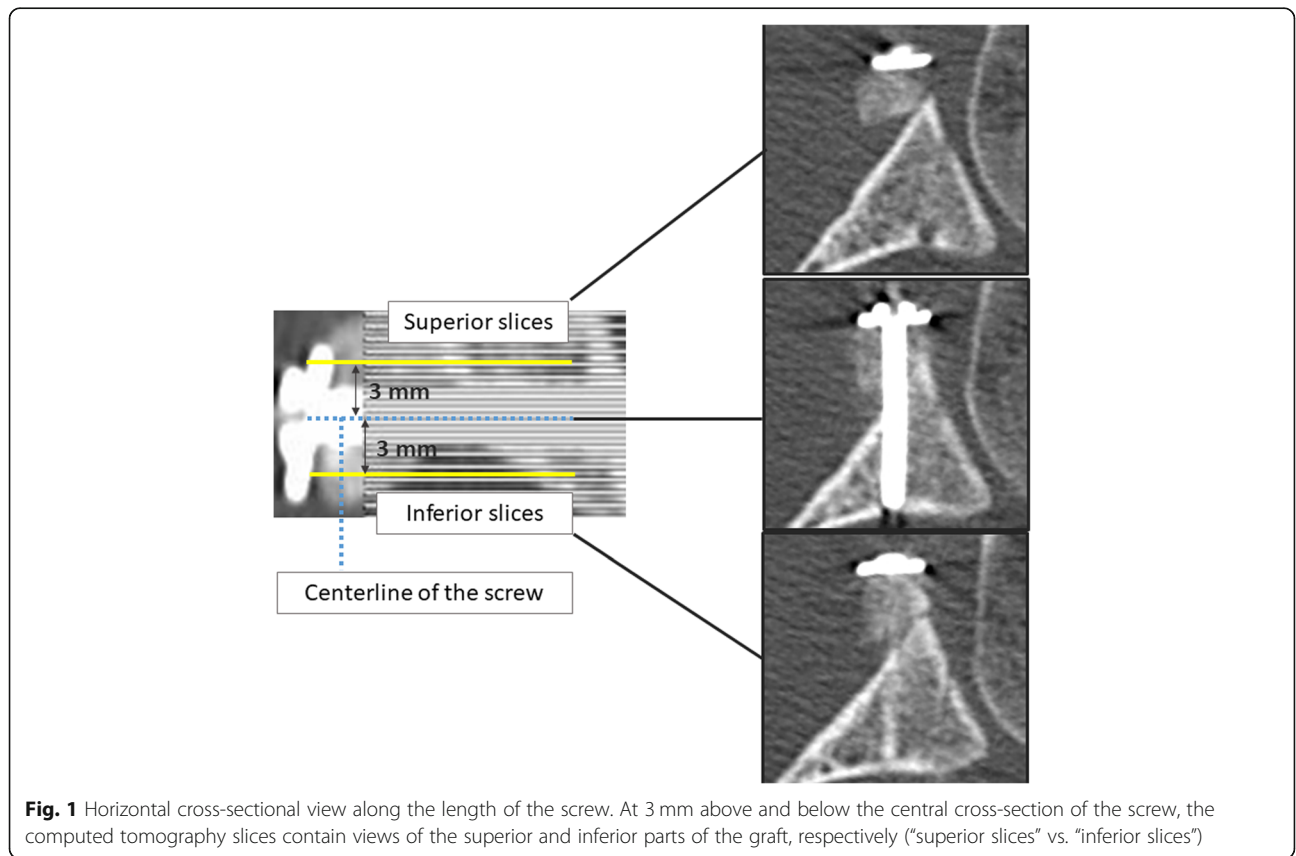 Superior slices
3 mm
3 mm
Inferior slices
Centerline of the screw
Fig. 1 Horizontal cross-sectional view along the length of the screw. At 3 mm above and below the central cross-section of the screw, the
computed tomography slices contain views of the superior and inferior parts of the graft, respectively (“superior slices” vs. “inferior slices”)